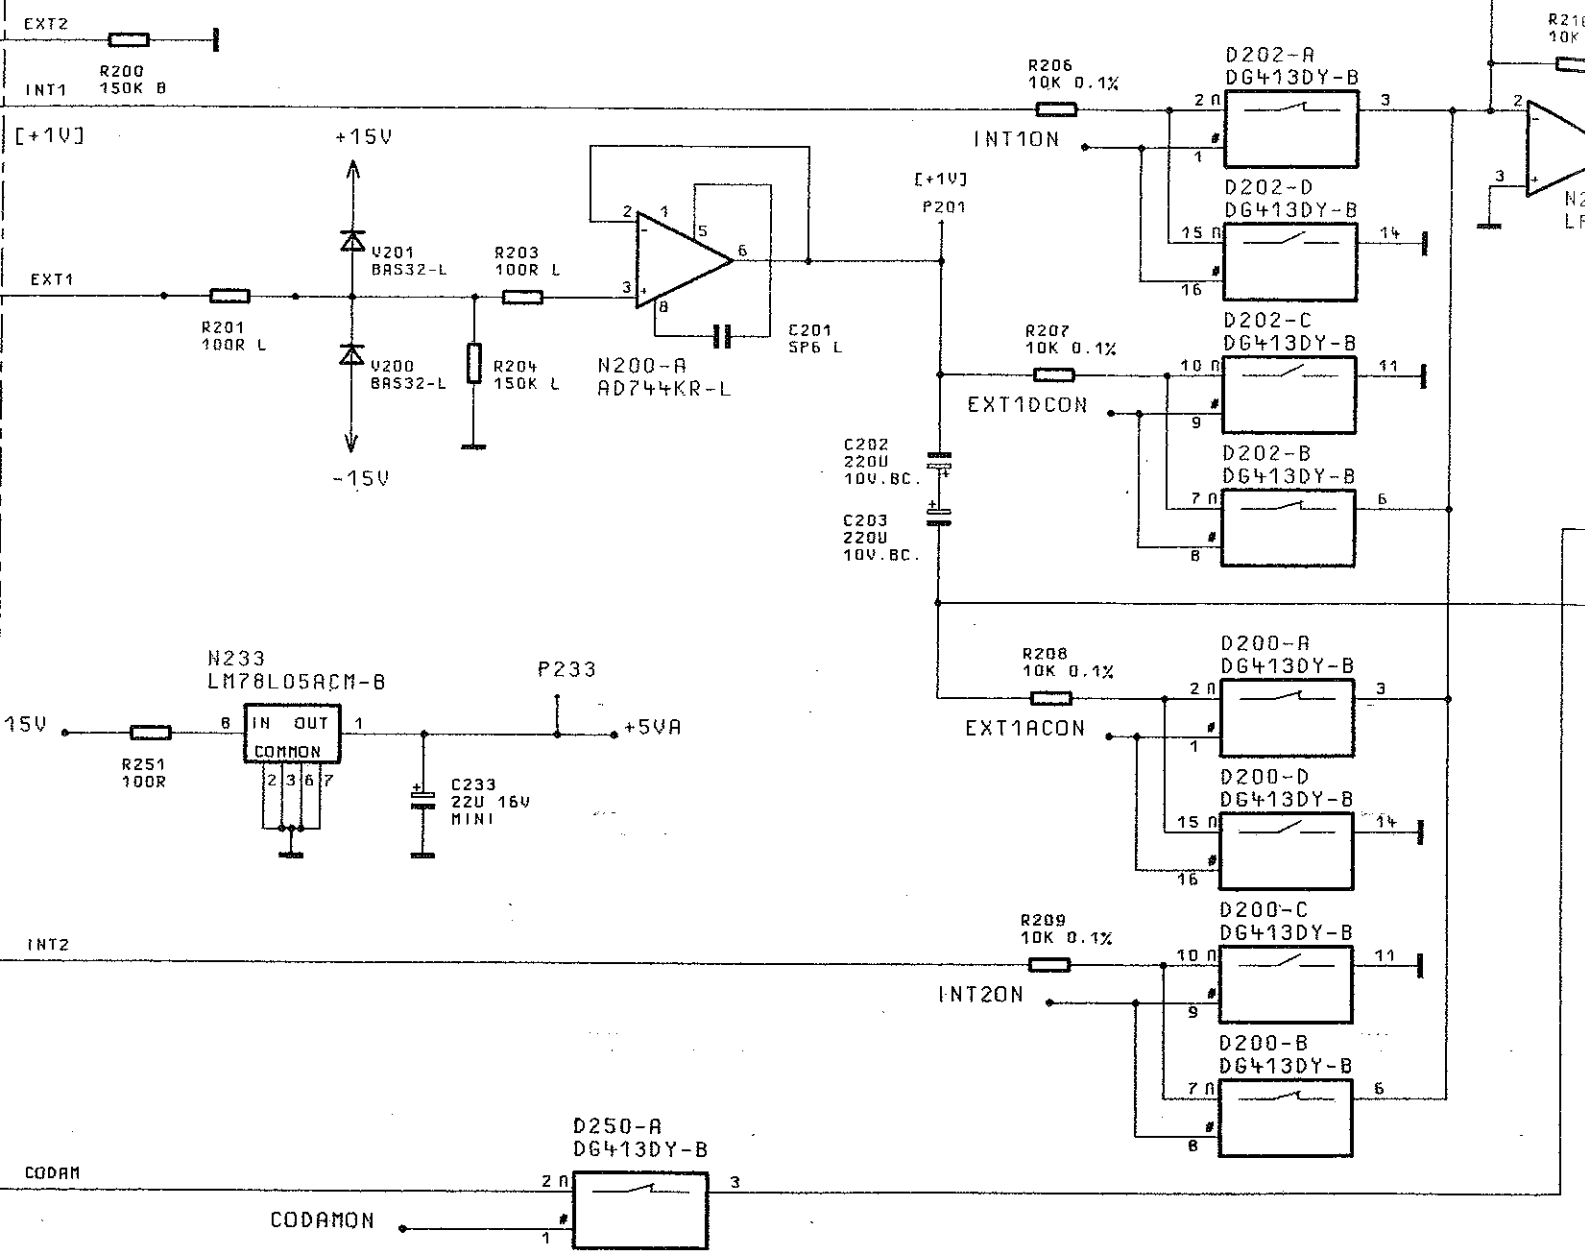 EXT2
R200
150K B
INT1
[+1V]
+15V
V201
BAS32-L
EXT1
R201
100R L
V200
BAS32-L
-15V
R203
100R L
R204
150K L
2
1
5
6
3
8
-
+
C201
5P6 L
N200-A
AD744KR-L
[+1V]
P201
C202
220U
10V.BC.
+
+
C203
220U
10V.BC.
R206
10K 0.1%
INT1ON
D202-A
DG413DY-B
2 n
3
#
1
D202-D
DG413DY-B
15 n
14
#
16
R207
10K 0.1%
EXT1DCON
D202-C
DG413DY-B
10 n
11
#
9
D202-B
DG413DY-B
7 n
6
#
8
R208
10K 0.1%
EXT1ACON
D200-A
DG413DY-B
2 n
3
#
1
D200-D
DG413DY-B
15 n
14
#
16
R209
10K 0.1%
INT2ON
D200-C
DG413DY-B
10 n
11
#
9
D200-B
DG413DY-B
7 n
6
#
8
10K
2
-
3
+
N233
LM78L05ACM-B
15V
R251
100R
8
IN OUT
COMMON
1
2 3 6 7
P233
+5VA
+
C233
22U 16V
MINI
INT2
CODAM
CODAMON
D250-A
DG413DY-B
2 n
3
#
1